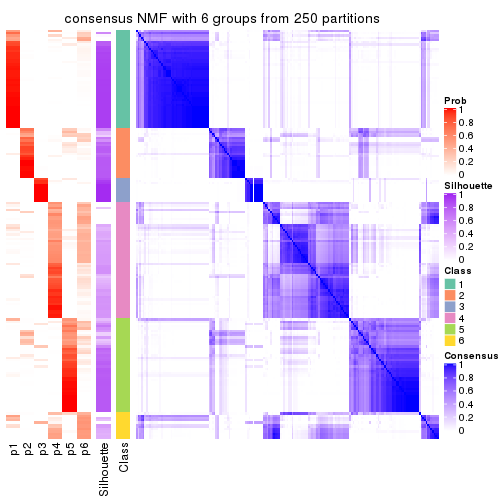 consensus NMF with 6 groups from 250 partitions
Prob
1
0.8
0.6
0.4
0.2
0
Silhouette
1
0.8
0.6
0.4
0.2
0
Class
1
2
3
4
5
6
Consensus
1
0.8
0.6
0.4
0.2
0
p1
p2
p3
p4
p5
p6
Silhouette
Class